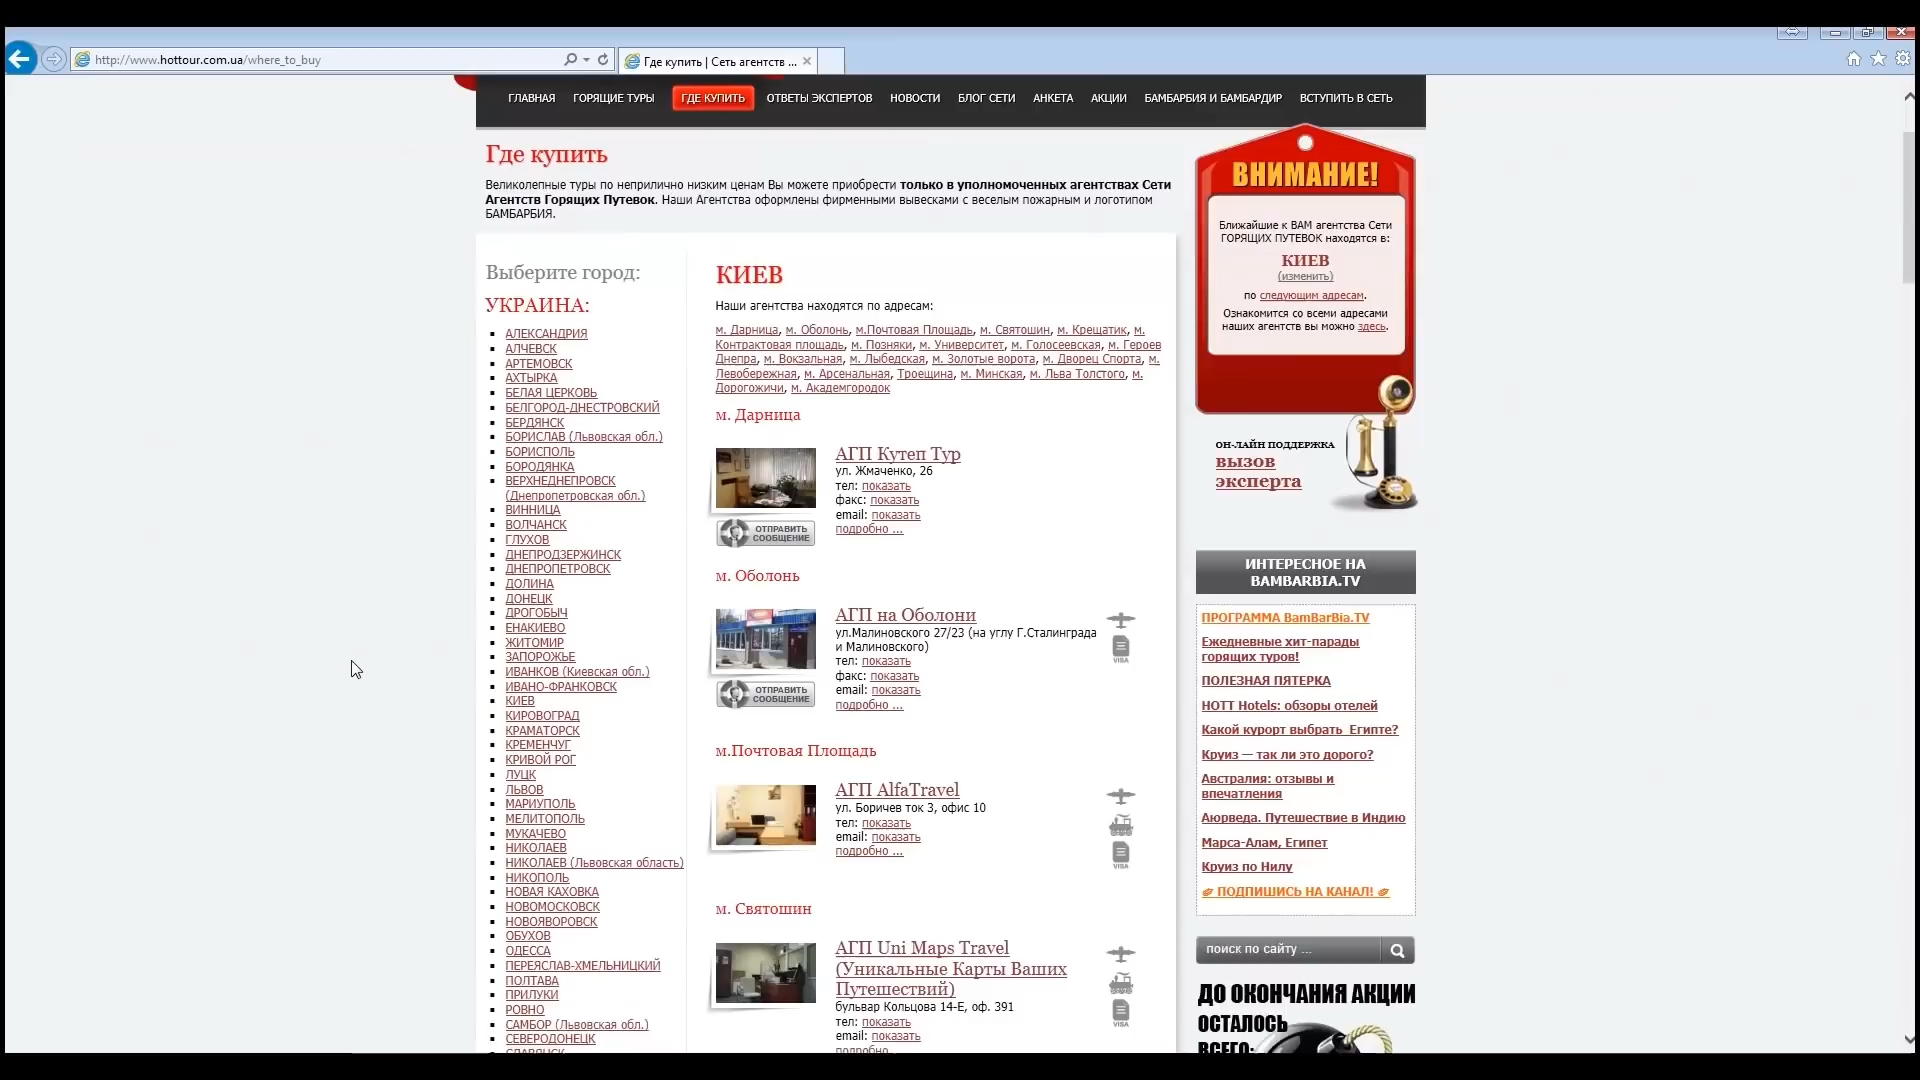 http://www.hottour.com.ua/where_to_buy
Где купить | Сеть агентств ...
ГЛАВНАЯ ГОРЯЩИЕ ТУРЫ ГДЕ КУПИТЬ ОТВЕТЫ ЭКСПЕРТОВ НОВОСТИ БЛОГ СЕТИ АНКЕТА АКЦИИ БАМБАРБИЯ И БАМБАРДИР ВСТУПИТЬ В СЕТЬ
Где купить
Великолепные туры по неприлично низким ценам Вы можете приобрести только в уполномоченных агентствах Сети
Агентств Горящих Путевок. Наши Агентства оформлены фирменными вывесками с веселым пожарным и логотипом
БАМБАРБИЯ.
Выберите город:
УКРАИНА:
АЛЕКСАНДРИЯ
АЛЧЕВСК
АРТЕМОВСК
АХТЫРКА
БЕЛАЯ ЦЕРКОВЬ
БЕЛГОРОД-ДНЕСТРОВСКИЙ
БЕРДЯНСК
БОРИСЛАВ (Львовская обл.)
БОРИСПОЛЬ
БОРОДЯНКА
ВЕРХНЕДНЕПРОВСК
(Днепропетровская обл.)
ВИННИЦА
ВОЛЧАНСК
ГЛУХОВ
ДНЕПРОДЗЕРЖИНСК
ДНЕПРОПЕТРОВСК
ДОЛИНА
ДОНЕЦК
ДРОГОБЫЧ
ЕНАКИЕВО
ЖИТОМИР
ЗАПОРОЖЬЕ
ИВАНКОВ (Киевская обл.)
ИВАНО-ФРАНКОВСК
КИЕВ
КИРОВОГРАД
КРАМАТОРСК
КРЕМЕНЧУГ
КРИВОЙ РОГ
ЛУЦК
ЛЬВОВ
МАРИУПОЛЬ
МЕЛИТОПОЛЬ
МУКАЧЕВО
НИКОЛАЕВ
НИКОЛАЕВ (Львовская область)
НИКОПОЛЬ
НОВАЯ КАХОВКА
НОВОМОСКОВСК
НОВОЯВОРОВСК
ОБУХОВ
ОДЕССА
ПЕРЕЯСЛАВ-ХМЕЛЬНИЦКИЙ
ПОЛТАВА
ПРИЛУКИ
РОВНО
САМБОР (Львовская обл.)
СЕВЕРОДОНЕЦК
КИЕВ
Наши агентства находятся по адресам:
м. Дарница, м. Оболонь, м.Почтовая Площадь, м. Святошин, м. Крещатик, м.
Контрактовая площадь, м. Позняки, м. Университет, м. Голосеевская, м. Героев
Днепра, м. Вокзальная, м. Лыбедская, м. Золотые ворота, м. Дворец Спорта, м.
Левобережная, м. Арсенальная, Троещина, м. Минская, м. Льва Толстого, м.
Дорогожичи, м. Академгородок
м. Дарница
АГП Кутеп Тур
ул. Жмаченко, 26
тел: показать
факс: показать
email: показать
подробно ...
ОТПРАВИТЬ
СООБЩЕНИЕ
м. Оболонь
АГП на Оболони
ул.Малиновского 27/23 (на углу Г.Сталинграда
и Малиновского)
тел: показать
факс: показать
email: показать
подробно ...
VISA
ОТПРАВИТЬ
СООБЩЕНИЕ
м.Почтовая Площадь
АГП AlfaTravel
ул. Боричев ток 3, офис 10
тел: показать
email: показать
подробно ...
VISA
м. Святошин
АГП Uni Maps Travel
(Уникальные Карты Ваших
Путешествий)
бульвар Кольцова 14-Е, оф. 391
тел: показать
email: показать
VISA
ВНИМАНИЕ!
Ближайшие к ВАМ агентства Сети
ГОРЯЩИХ ПУТЕВОК находятся в:
КИЕВ
(изменить)
по следующим адресам.
Ознакомится со всеми адресами
наших агентств вы можно здесь.
ОН-ЛАЙН ПОДДЕРЖКА
вызов
эксперта
ИНТЕРЕСНОЕ НА
BAMBARBIA.TV
ПРОГРАММА BamBarBia.TV
Ежедневные хит-парады
горящих туров!
ПОЛЕЗНАЯ ПЯТЕРКА
HOTT Hotels: обзоры отелей
Какой курорт выбрать Египте?
Круиз — так ли это дорого?
Австралия: отзывы и
впечатления
Аюрведа. Путешествие в Индию
Марса-Алам, Египет
Круиз по Нилу
ПОДПИШИСЬ НА КАНАЛ!
поиск по сайту ...
ДО ОКОНЧАНИЯ АКЦИИ
ОСТАЛОСЬ
ВСЕГО: